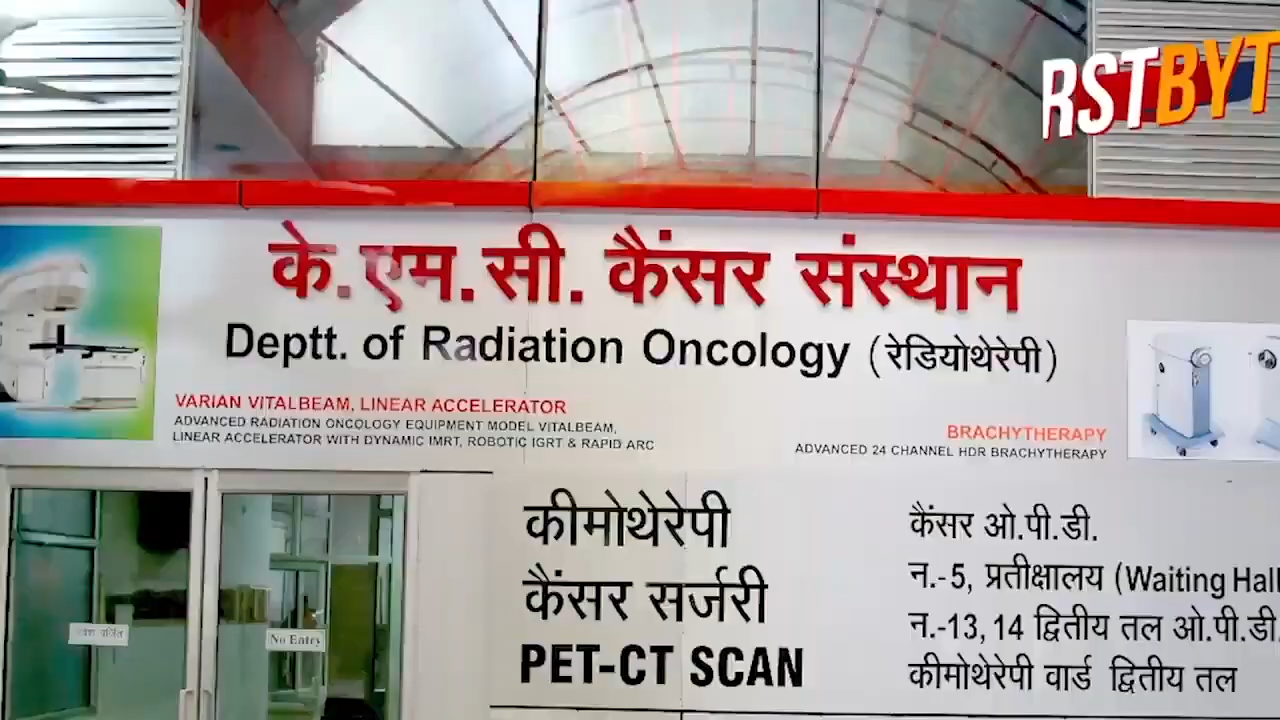 RSTBYT
के.एम.सी. कैंसर संस्थान
Deptt. of Radiation Oncology (रेडियोथेरेपी)
VARIAN VITALBEAM, LINEAR ACCELERATOR
ADVANCED RADIATION ONCOLOGY EQUIPMENT MODEL VITALBEAM,
LINEAR ACCELERATOR WITH DYNAMIC IMRT, ROBOTIC IGRT & RAPID ARC
BRACHYTHERAPY
ADVANCED 24 CHANNEL HDR BRACHYTHERAPY
कीमोथेरेपी
कैंसर सर्जरी
PET-CT SCAN
कैंसर ओ.पी.डी.
न.-5, प्रतीक्षालय (Waiting Hall
न.-13, 14 द्वितीय तल ओ.पी.डी.
कीमोथेरेपी वार्ड द्वितीय तल
No Entry